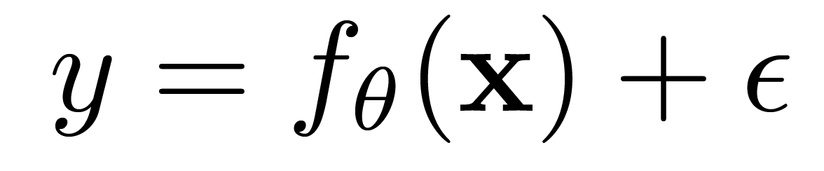 y = f_θ(𝐱) + ϵ